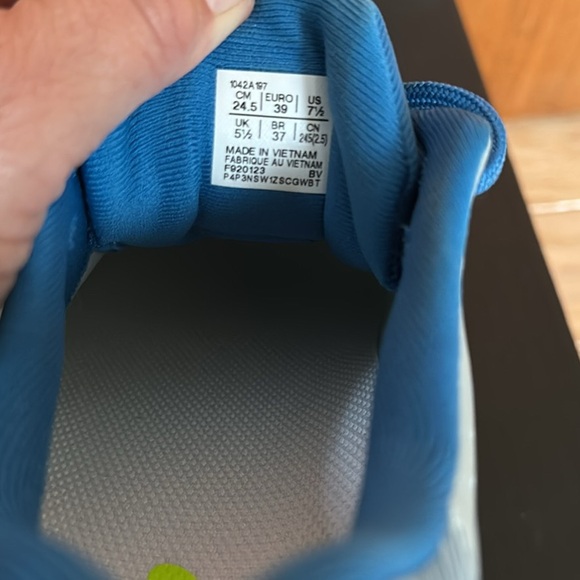 1042A197
CM EURO US
24.5 39 7½
UK BR CN
5½ 37 245(2.5)
MADE IN VIETNAM
FABRIQUE AU VIETNAM
F920123 BV
P4P3NSW1ZSCGWBT